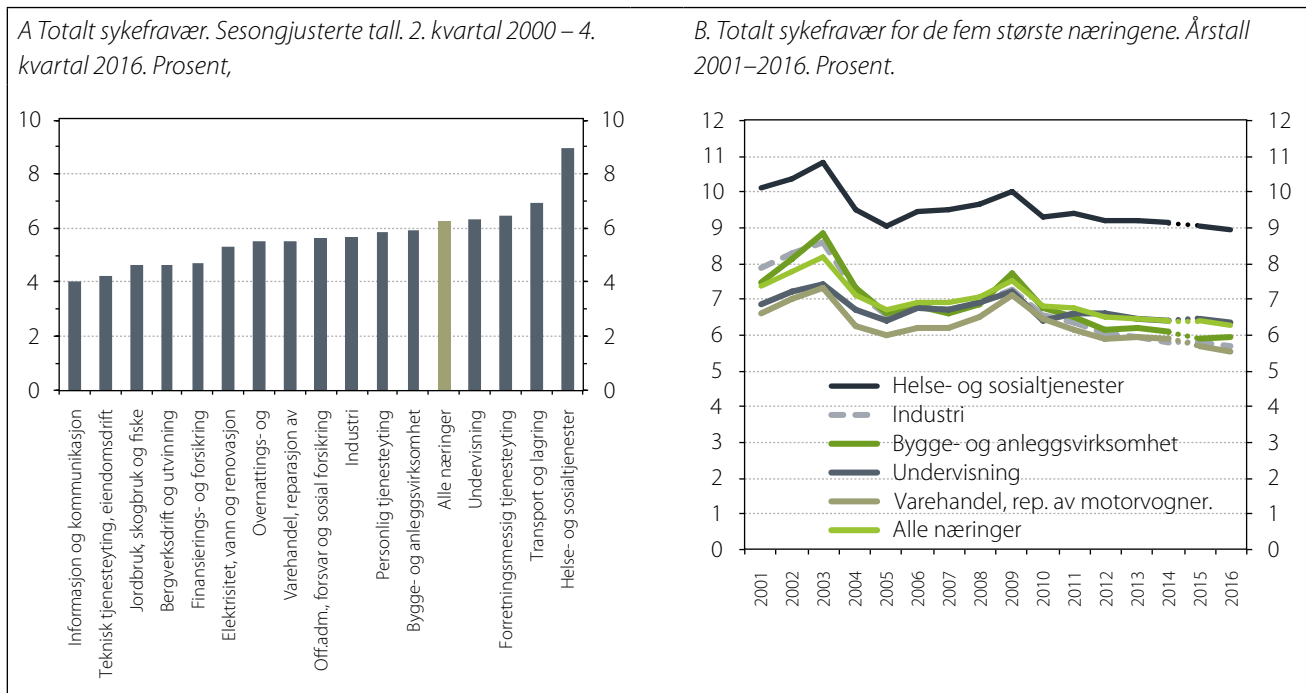 A Totalt sykefravær. Sesongjusterte tall. 2. kvartal 2000 – 4.
kvartal 2016. Prosent,
10
8
6
4
2
0
10
8
6
4
2
0
Informasjon og kommunikasjon
Teknisk tjenesteyting, eiendomsdrift
Jordbruk, skogbruk og fiske
Bergverksdrift og utvinning
Finansierings- og forsikring
Elektrisitet, vann og renovasjon
Overnattings- og
Varehandel, reparasjon av
Off.adm., forsvar og sosial forsikring
Industri
Personlig tjenesteyting
Bygge- og anleggsvirksomhet
Alle næringer
Undervisning
Forretningsmessig tjenesteyting
Transport og lagring
Helse- og sosialtjenester
B. Totalt sykefravær for de fem største næringene. Årstall
2001–2016. Prosent.
12
11
10
9
8
7
6
5
4
3
2
1
0
12
11
10
9
8
7
6
5
4
3
2
1
0
Helse- og sosialtjenester
Industri
Bygge- og anleggsvirksomhet
Undervisning
Varehandel, rep. av motorvogner.
Alle næringer
2001
2002
2003
2004
2005
2006
2007
2008
2009
2010
2011
2012
2013
2014
2015
2016